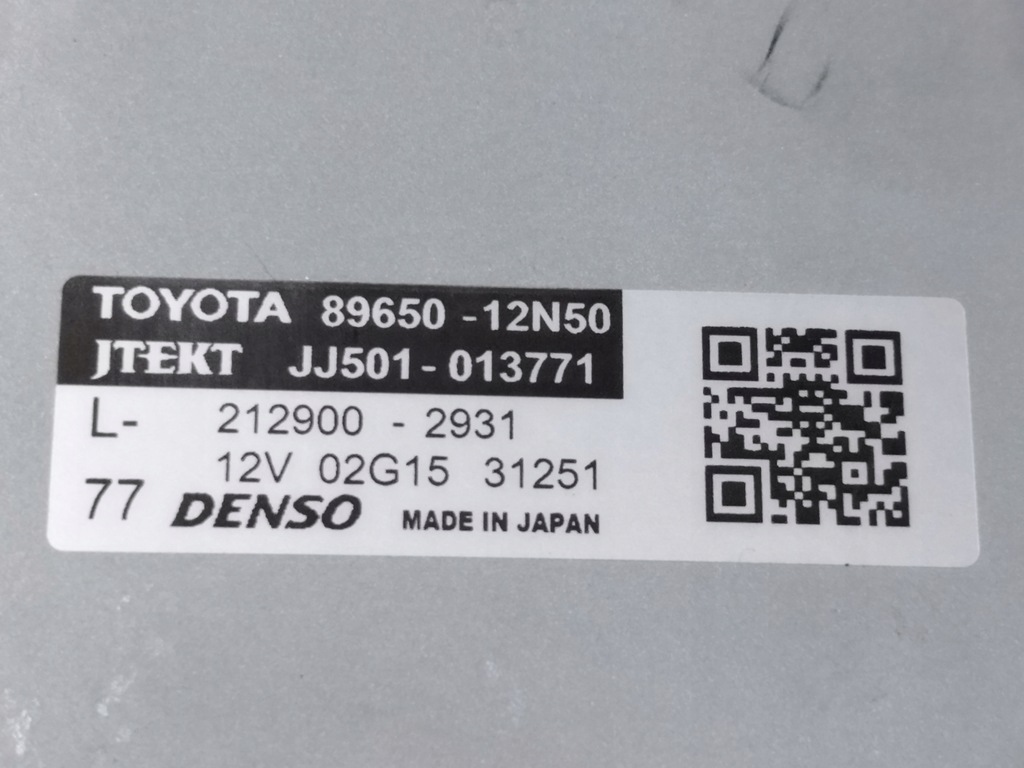 TOYOTA 89650 -12N50
JTEKT JJ501-013771
L- 212900 - 2931
12V 02G15 31251
77 DENSO MADE IN JAPAN